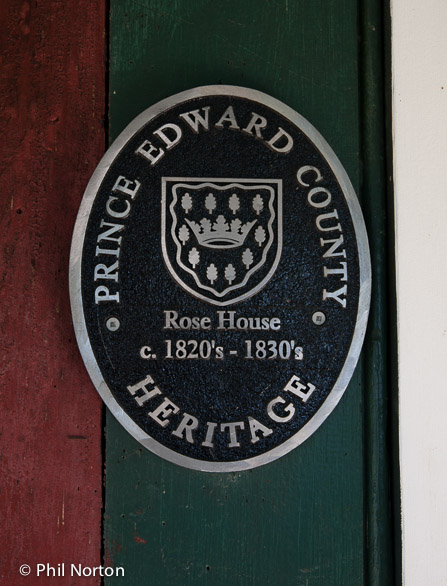 PRINCE EDWARD COUNTY
Rose House
c. 1820's - 1830's
HERITAGE
© Phil Norton